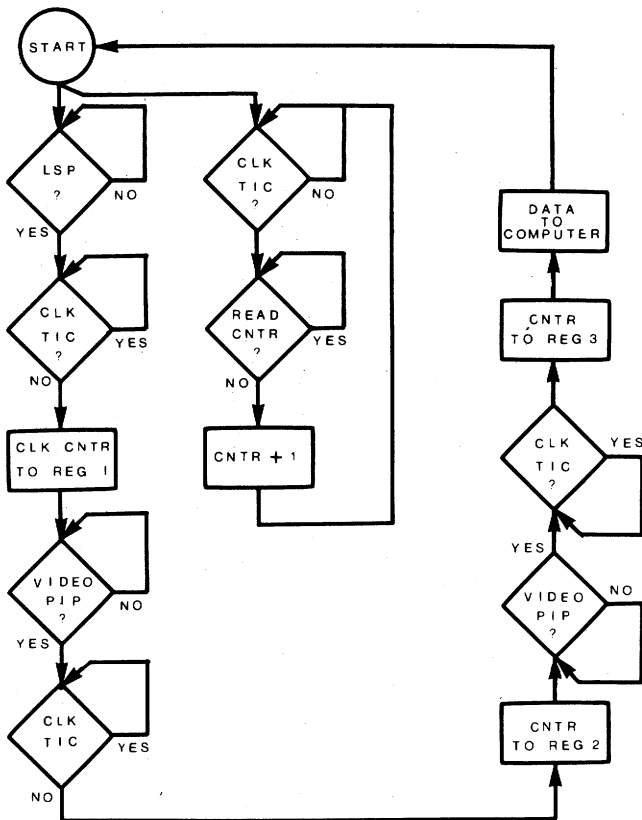 START
LSP
?
NO
YES
CLK
TIC
?
YES
NO
CLK CNTR
TO REG 1
VIDEO
PIP
?
NO
YES
CLK
TIC
YES
NO
CLK
TIC
?
NO
READ
CNTR
?
YES
NO
CNTR + 1
DATA
TO
COMPUTER
CNTR
TO REG 3
CLK
TIC
?
YES
YES
VIDEO
PIP
?
NO
CNTR
TO REG 2